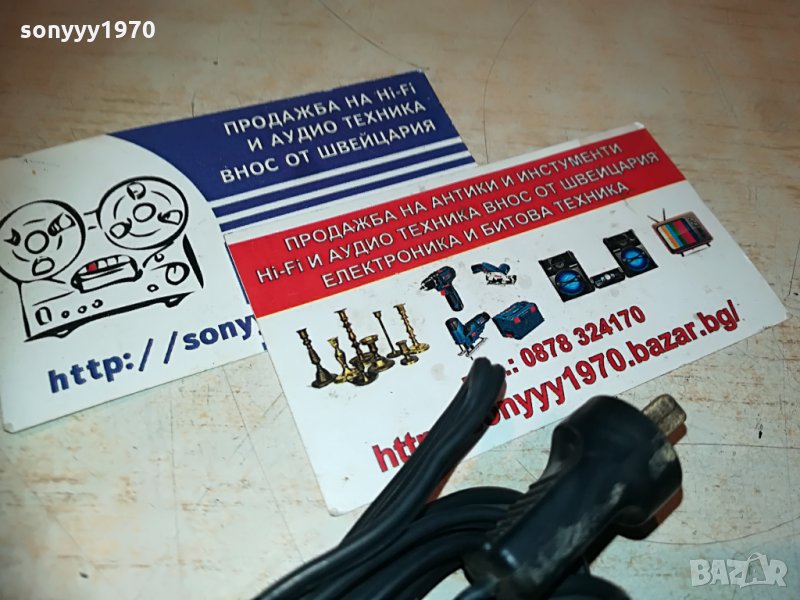 sonyyy1970
ПРОДАЖБА НА Hi-Fi
И АУДИО ТЕХНИКА
ВНОС ОТ ШВЕЙЦАРИЯ
http://sony
ПРОДАЖБА НА АНТИКИ И ИНСТУМЕНТИ
Hi-Fi И АУДИО ТЕХНИКА ВНОС ОТ ШВЕЙЦАРИЯ
ЕЛЕКТРОНИКА И БИТОВА ТЕХНИКА
.: 0878 324170
sonyyy1970.bazar.bg/
BAZAR